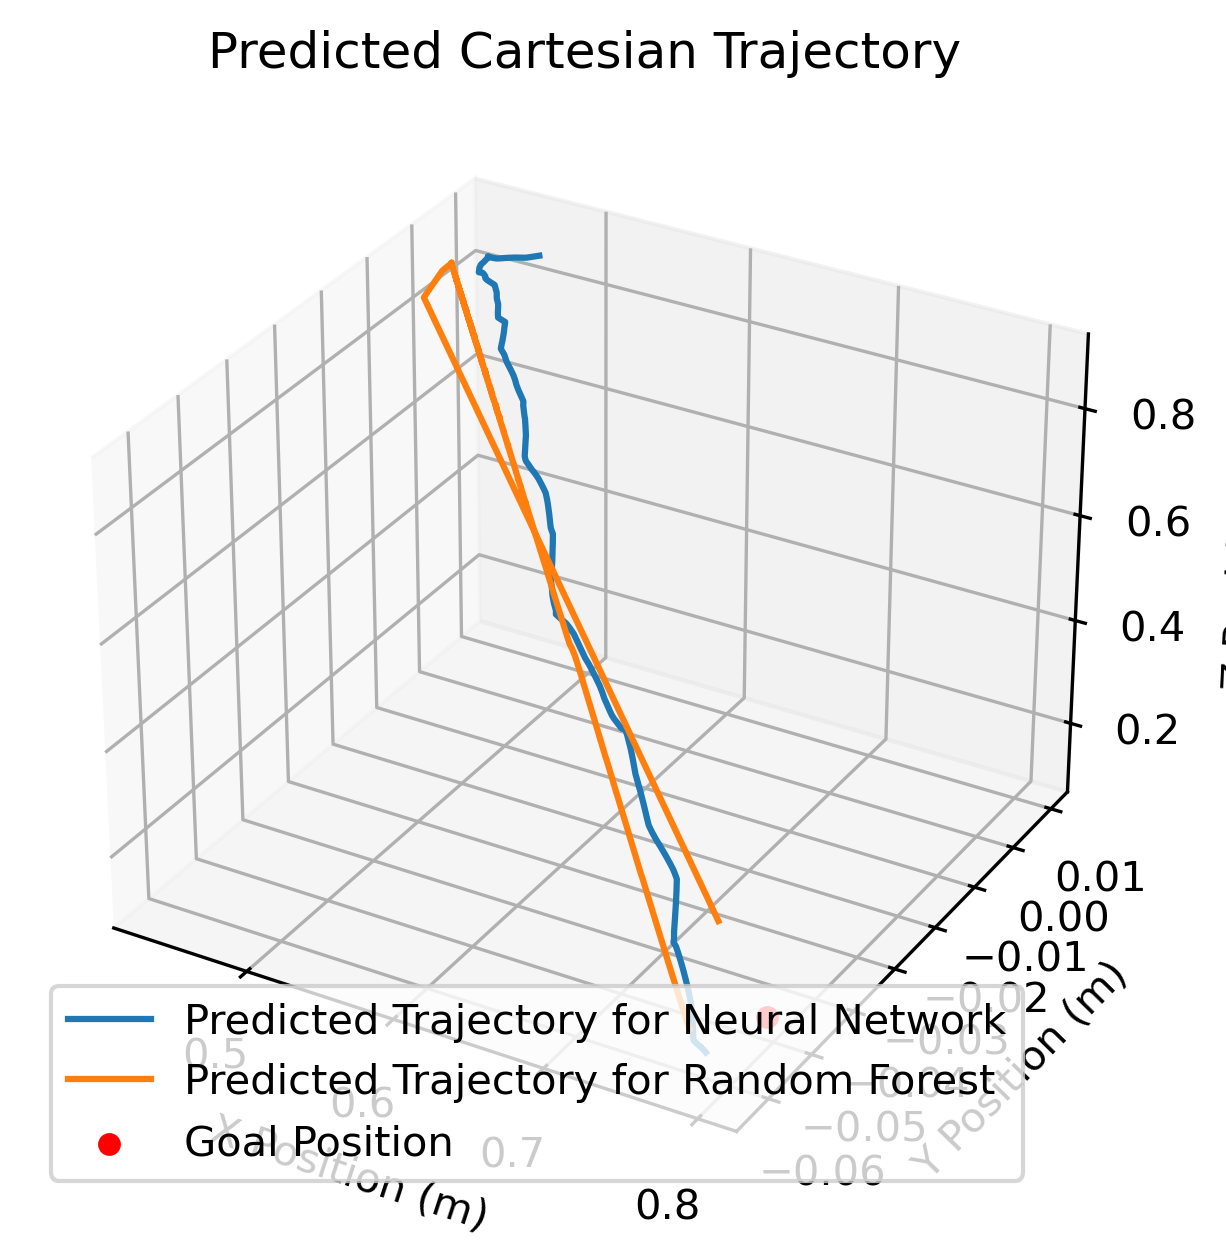 Predicted Cartesian Trajectory
0.8
0.6
0.4
0.2
0.01
0.00
−0.01
−0.02
−0.03
−0.04
−0.05
−0.06
Y Position (m)
0.5
0.6
0.7
0.8
X Position (m)
Predicted Trajectory for Neural Network
Predicted Trajectory for Random Forest
Goal Position